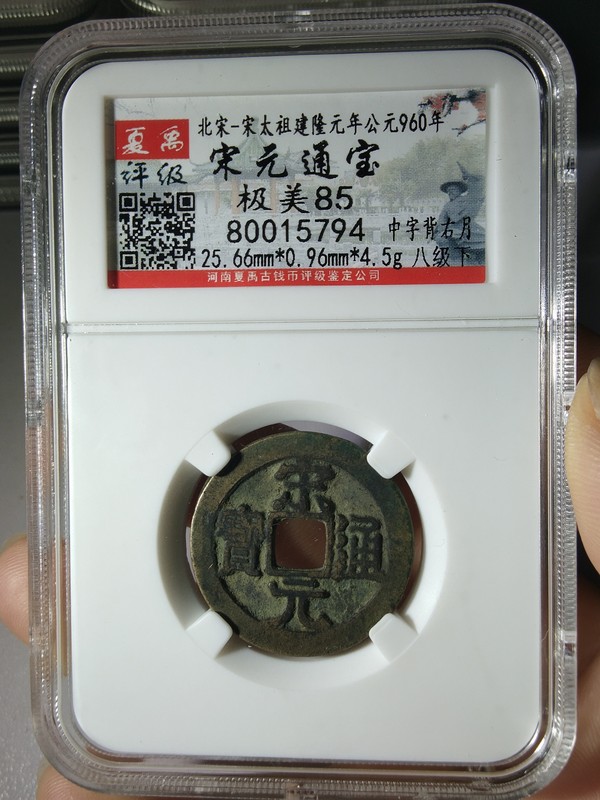 夏禹
评级
北宋-宋太祖建隆元年公元960年
宋元通宝
极美85
80015794 中字背右月
25.66mm*0.96mm*4.5g 八级下
河南夏禹古钱币评级鉴定公司
宋
寳 通
元